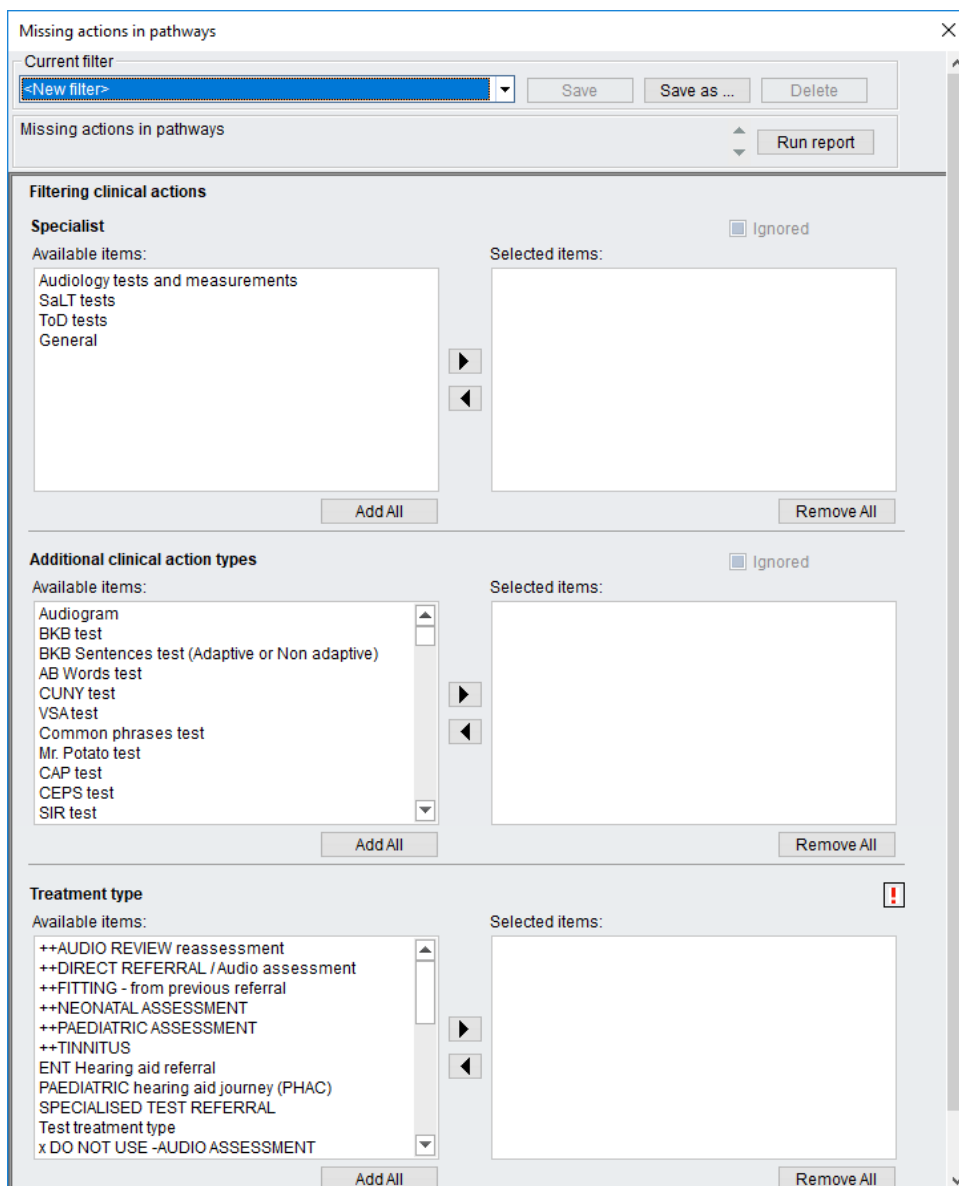 Missing actions in pathways
Current filter
<New filter>
Save
Save as ...
Delete
Missing actions in pathways
Run report
Filtering clinical actions
Specialist
Ignored
Available items:
Selected items:
Audiology tests and measurements
SaLT tests
ToD tests
General
Add All
Remove All
Additional clinical action types
Ignored
Available items:
Selected items:
Audiogram
BKB test
BKB Sentences test (Adaptive or Non adaptive)
AB Words test
CUNY test
VSA test
Common phrases test
Mr. Potato test
CAP test
CEPS test
SIR test
Add All
Remove All
Treatment type
!
Available items:
Selected items:
++AUDIO REVIEW reassessment
++DIRECT REFERRAL / Audio assessment
++FITTING - from previous referral
++NEONATAL ASSESSMENT
++PAEDIATRIC ASSESSMENT
++TINNITUS
ENT Hearing aid referral
PAEDIATRIC hearing aid journey (PHAC)
SPECIALISED TEST REFERRAL
Test treatment type
x DO NOT USE -AUDIO ASSESSMENT
Add All
Remove All